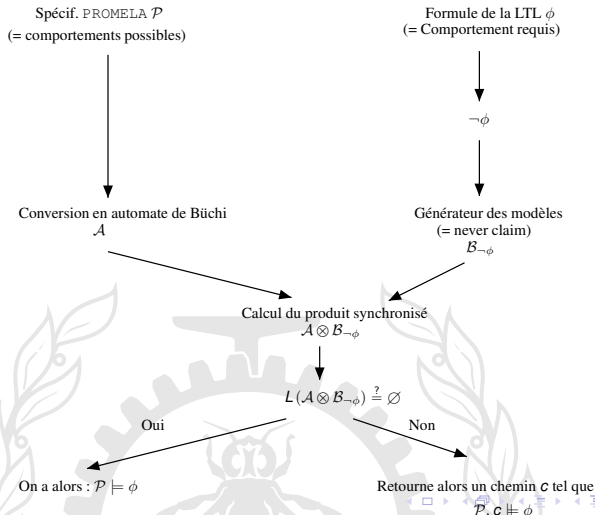 Spécif. PROMELA 𝒫
(= comportements possibles)
Formule de la LTL ϕ
(= Comportement requis)
¬ϕ
Conversion en automate de Büchi
𝒜
Générateur des modèles
(= never claim)
ℬ¬ϕ
Calcul du produit synchronisé
𝒜 ⊗ ℬ¬ϕ
L(𝒜 ⊗ ℬ¬ϕ) ≟ ∅
Oui
Non
On a alors : 𝒫 ⊨ ϕ
Retourne alors un chemin c tel que
𝒫, c ⊭ ϕ